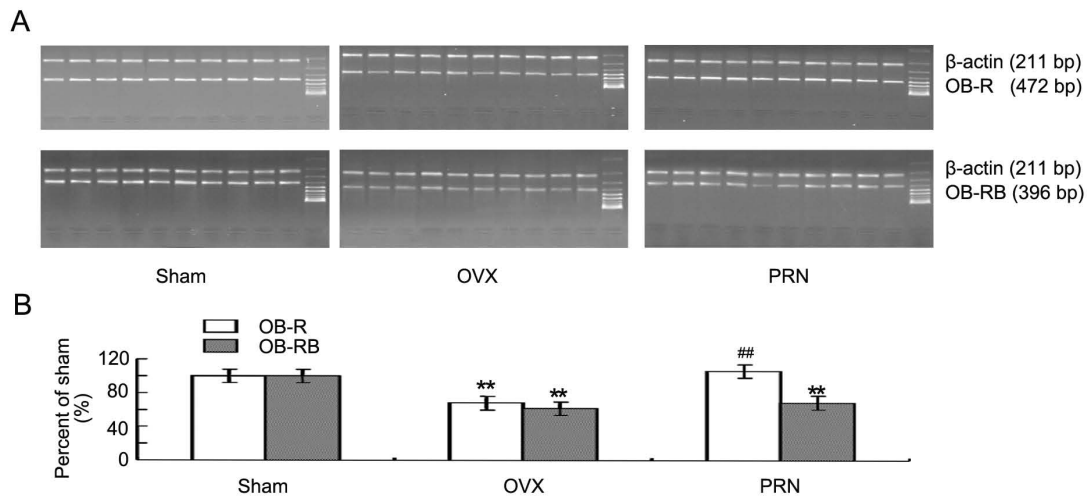 A
β-actin (211 bp)
OB-R (472 bp)
β-actin (211 bp)
OB-RB (396 bp)
Sham OVX PRN
B
OB-R
OB-RB
Percent of sham
(%)
120
80
40
0
** ** ## **
Sham OVX PRN